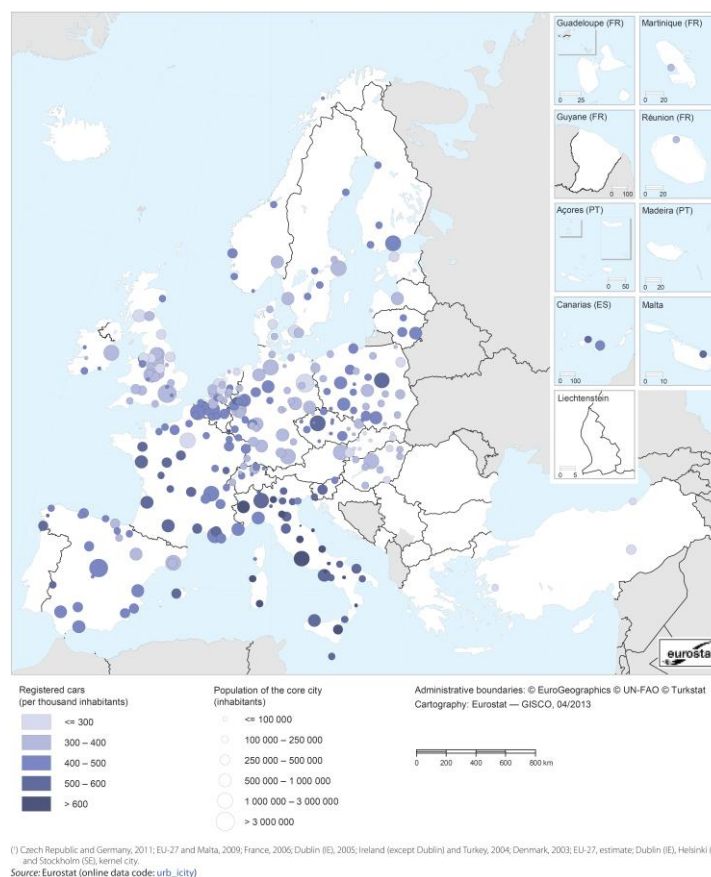 Guadeloupe (FR)
Martinique (FR)
0 25
0 20
Guyane (FR)
Réunion (FR)
0 100
0 20
Açores (PT)
Madeira (PT)
0 50
0 20
Canarias (ES)
Malta
0 100
0 10
Liechtenstein
0 5
eurosta
Registered cars
(per thousand inhabitants)
<= 300
300 – 400
400 – 500
500 – 600
> 600
Population of the core city
(inhabitants)
<= 100 000
100 000 – 250 000
250 000 – 500 000
500 000 – 1 000 000
1 000 000 – 3 000 000
> 3 000 000
Administrative boundaries: © EuroGeographics © UN-FAO © Turkstat
Cartography: Eurostat — GISCO, 04/2013
0 200 400 600 800 km
(¹) Czech Republic and Germany, 2011; EU-27 and Malta, 2009; France, 2006; Dublin (IE), 2005; Ireland (except Dublin) and Turkey, 2004; Denmark, 2003; EU-27, estimate; Dublin (IE), Helsinki (
and Stockholm (SE), kernel city.
Source: Eurostat (online data code: urb_icity)